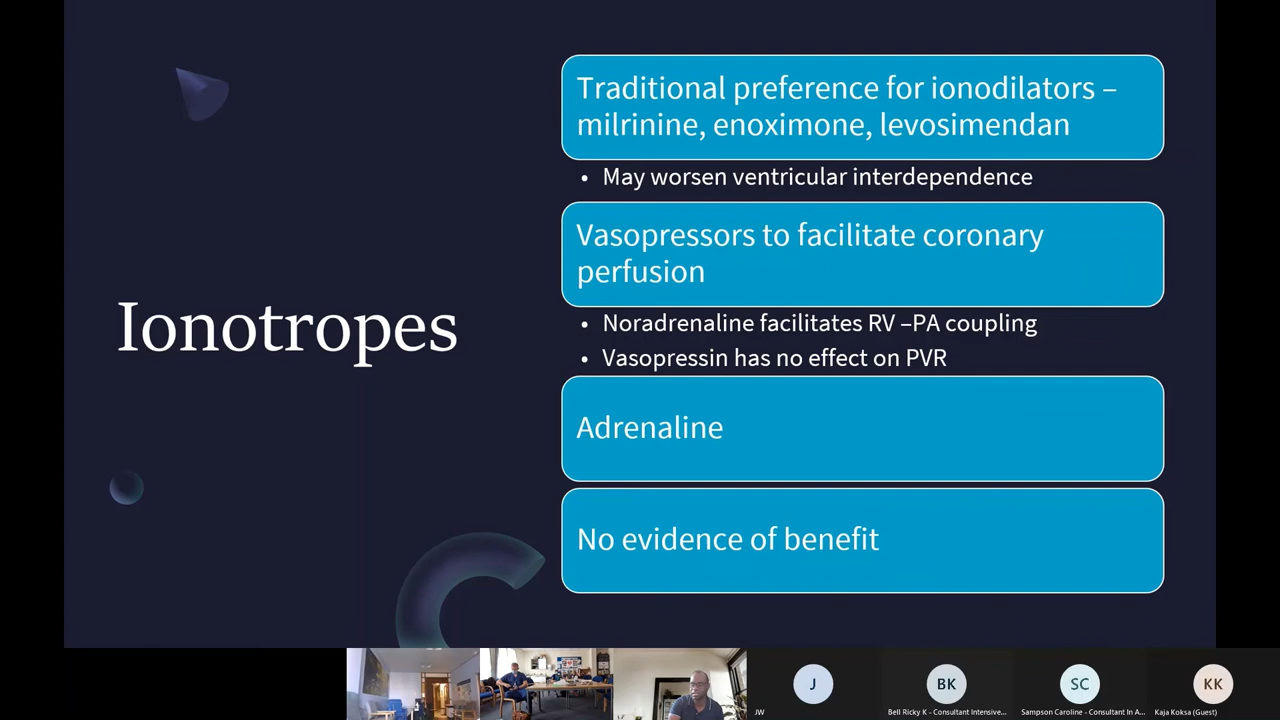 Ionotropes
Traditional preference for ionodilators –
milrinine, enoximone, levosimendan
• May worsen ventricular interdependence
Vasopressors to facilitate coronary
perfusion
• Noradrenaline facilitates RV –PA coupling
• Vasopressin has no effect on PVR
Adrenaline
No evidence of benefit
J
BK
SC
KK
JW
Bell Ricky K - Consultant Intensive...
Sampson Caroline - Consultant In A...
Kaja Koksa (Guest)